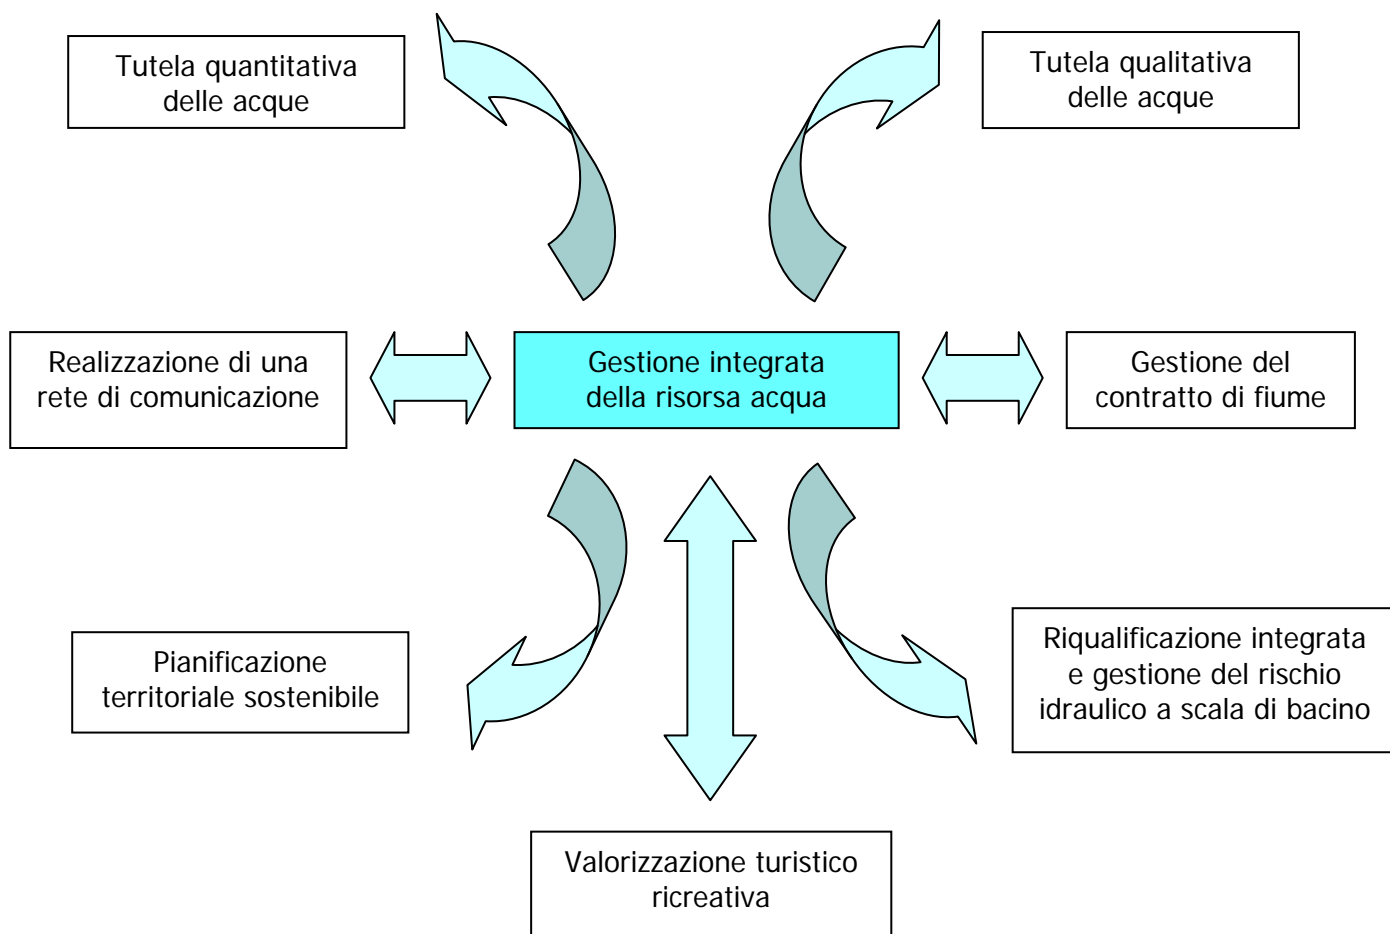 Tutela quantitativa
delle acque
Tutela qualitativa
delle acque
Realizzazione di una
rete di comunicazione
Gestione integrata
della risorsa acqua
Gestione del
contratto di fiume
Pianificazione
territoriale sostenibile
Riqualificazione integrata
e gestione del rischio
idraulico a scala di bacino
Valorizzazione turistico
ricreativa